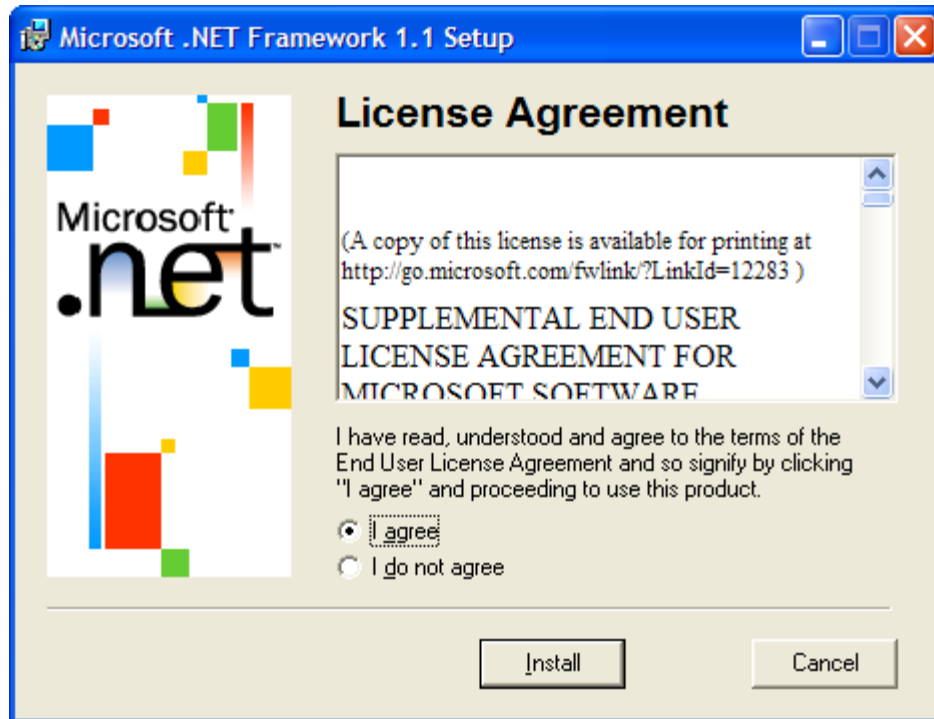 Microsoft .NET Framework 1.1 Setup
License Agreement
Microsoft
.net™
(A copy of this license is available for printing at
http://go.microsoft.com/fwlink/?LinkId=12283 )
SUPPLEMENTAL END USER
LICENSE AGREEMENT FOR
MICROSOFT SOFTWARE
I have read, understood and agree to the terms of the
End User License Agreement and so signify by clicking
"I agree" and proceeding to use this product.
I agree
I do not agree
Install
Cancel